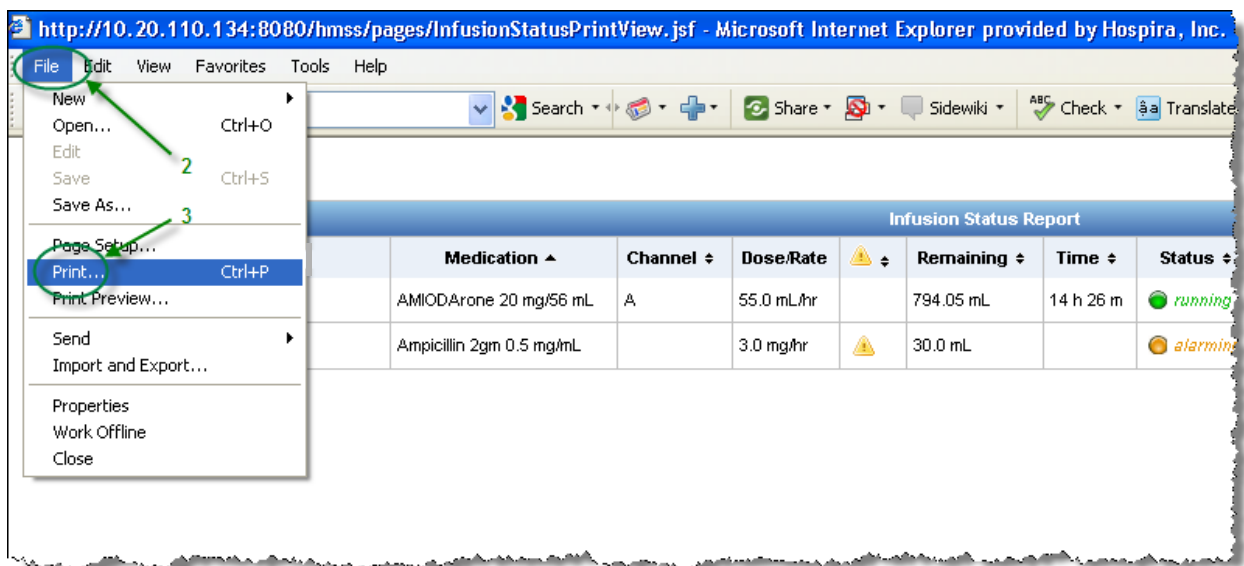 http://10.20.110.134:8080/hmss/pages/InfusionStatusPrintView.jsf - Microsoft Internet Explorer provided by Hospira, Inc.
File Edit View Favorites Tools Help
Search Share Sidewiki ABC Check âa Translate
New
Open... Ctrl+O
Edit
Save Ctrl+S
2
Save As...
3
Page Setup...
Print... Ctrl+P
Print Preview...
Send
Import and Export...
Properties
Work Offline
Close
Infusion Status Report
Medication Channel Dose/Rate Remaining Time Status
AMIODArone 20 mg/56 mL A 55.0 mL/hr 794.05 mL 14 h 26 m running
Ampicillin 2gm 0.5 mg/mL 3.0 mg/hr 30.0 mL alarmin